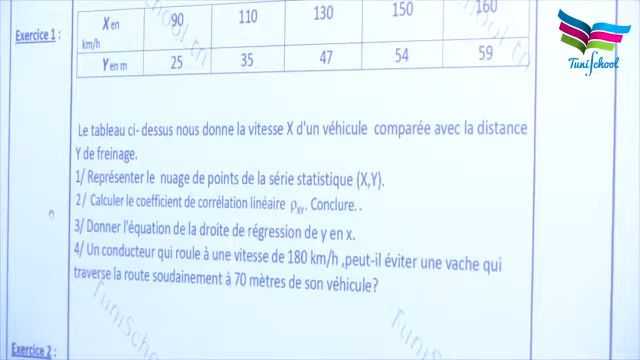 Exercice 1 :
X en km/h 90 110 130 150 160
Y en m 25 35 47 54 59
TuniSchool
Le tableau ci- dessus nous donne la vitesse X d'un véhicule comparée avec la distance
Y de freinage.
1/ Représenter le nuage de points de la série statistique (X,Y).
2/ Calculer le coefficient de corrélation linéaire ρxy. Conclure. .
3/ Donner l'équation de la droite de régression de y en x.
4/ Un conducteur qui roule à une vitesse de 180 km/h ,peut-il éviter une vache qui
traverse la route soudainement à 70 mètres de son véhicule?
TuniSchool
TuniSchool
Exercice 2 :